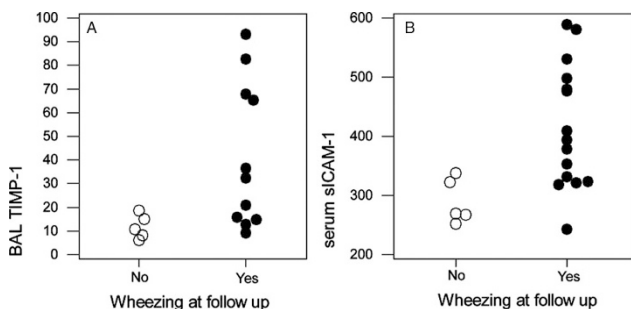 A
BAL TIMP-1
100
90
80
70
60
50
40
30
20
10
0
No Yes
Wheezing at follow up
B
serum sICAM-1
600
500
400
300
200
No Yes
Wheezing at follow up